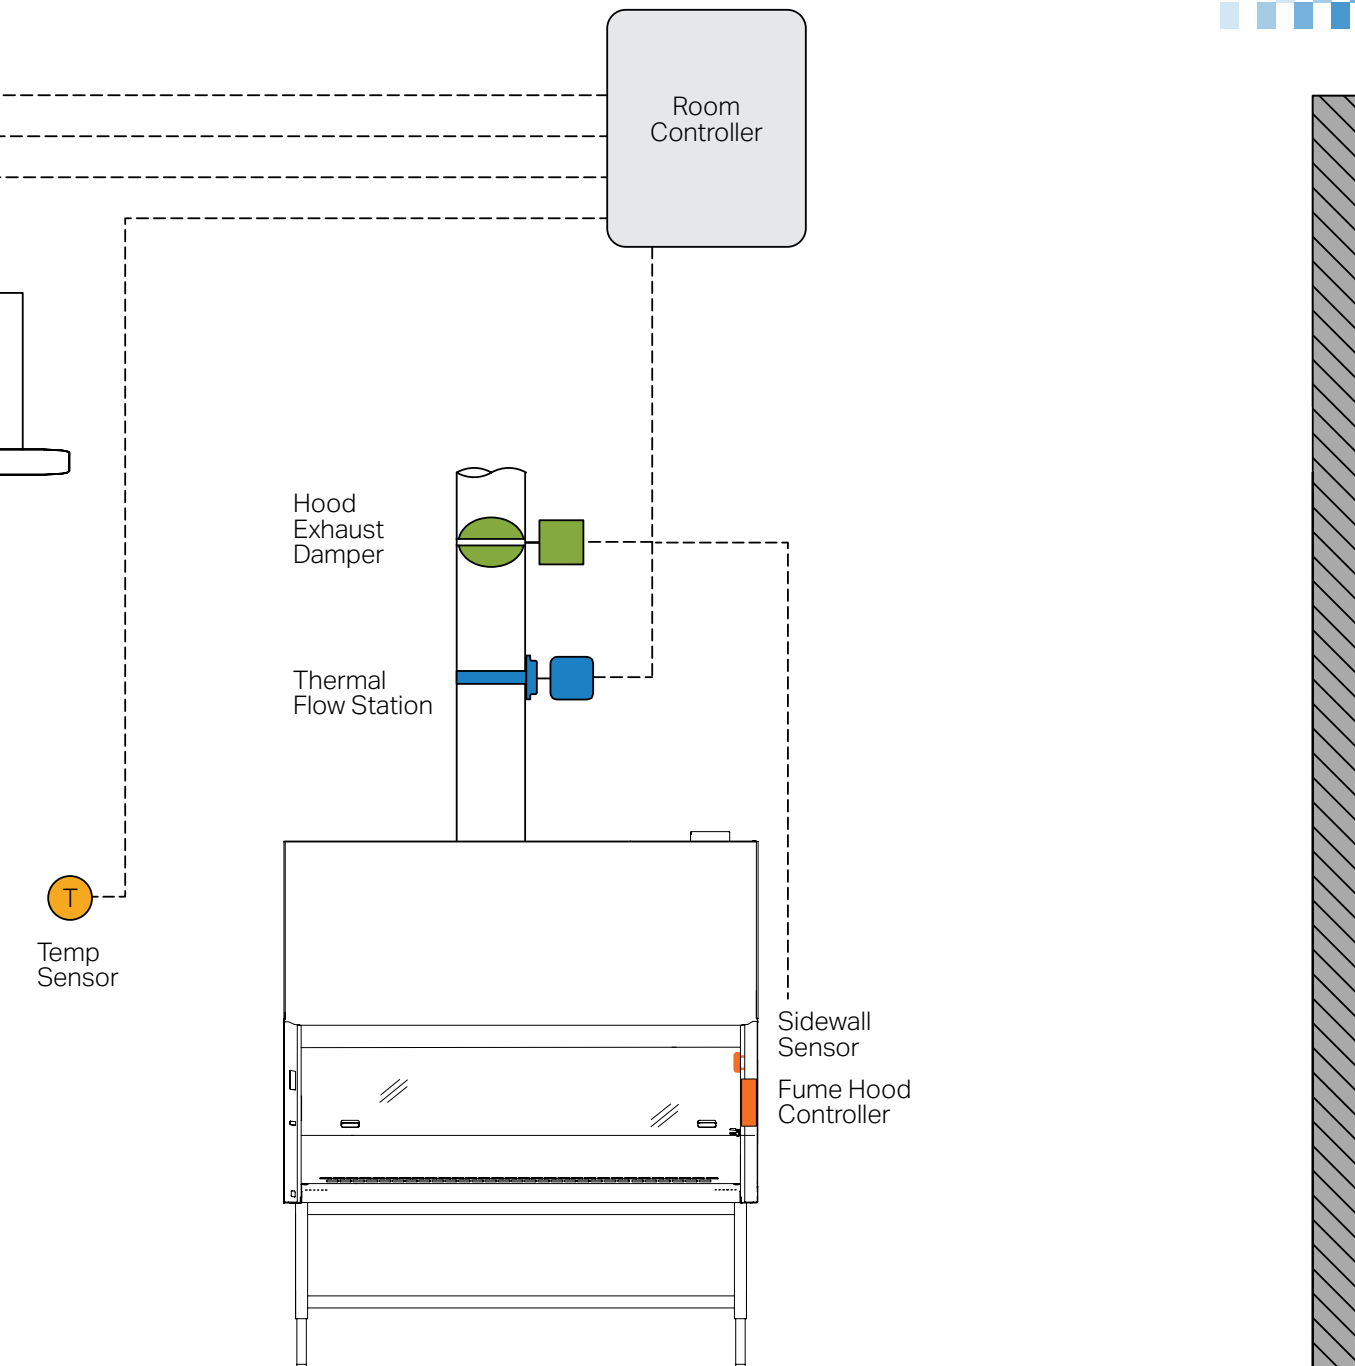 Room
Controller
Hood
Exhaust
Damper
Thermal
Flow Station
T
Temp
Sensor
Sidewall
Sensor
Fume Hood
Controller